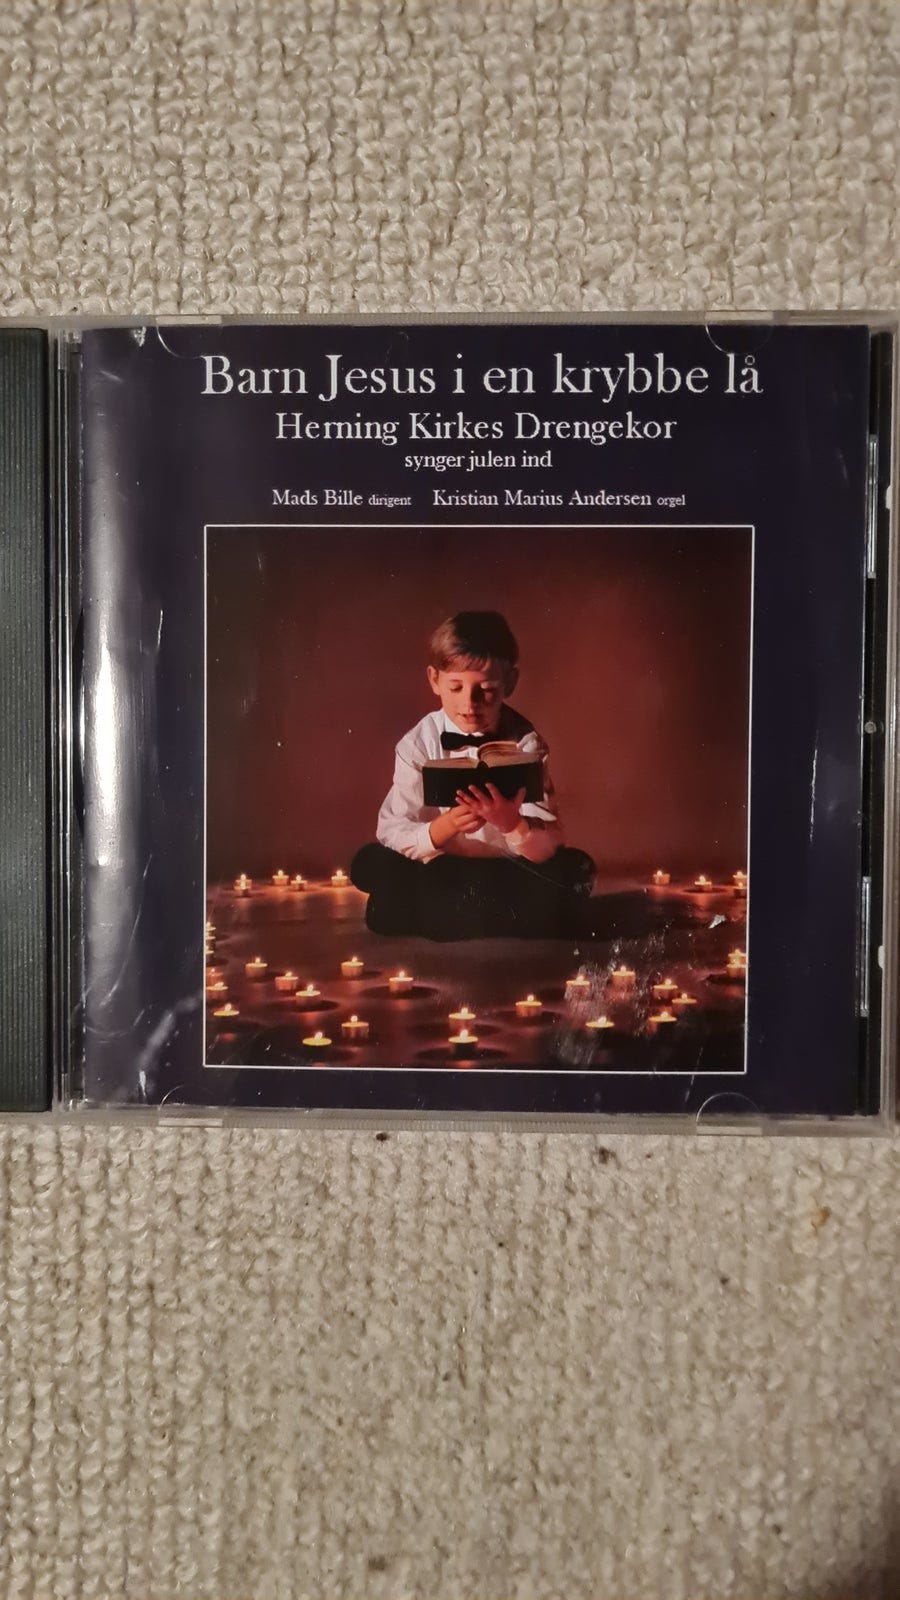 Barn Jesus i en krybbe lå
Herning Kirkes Drengekor
synger julen ind
Mads Bille dirigent Kristian Marius Andersen orgel